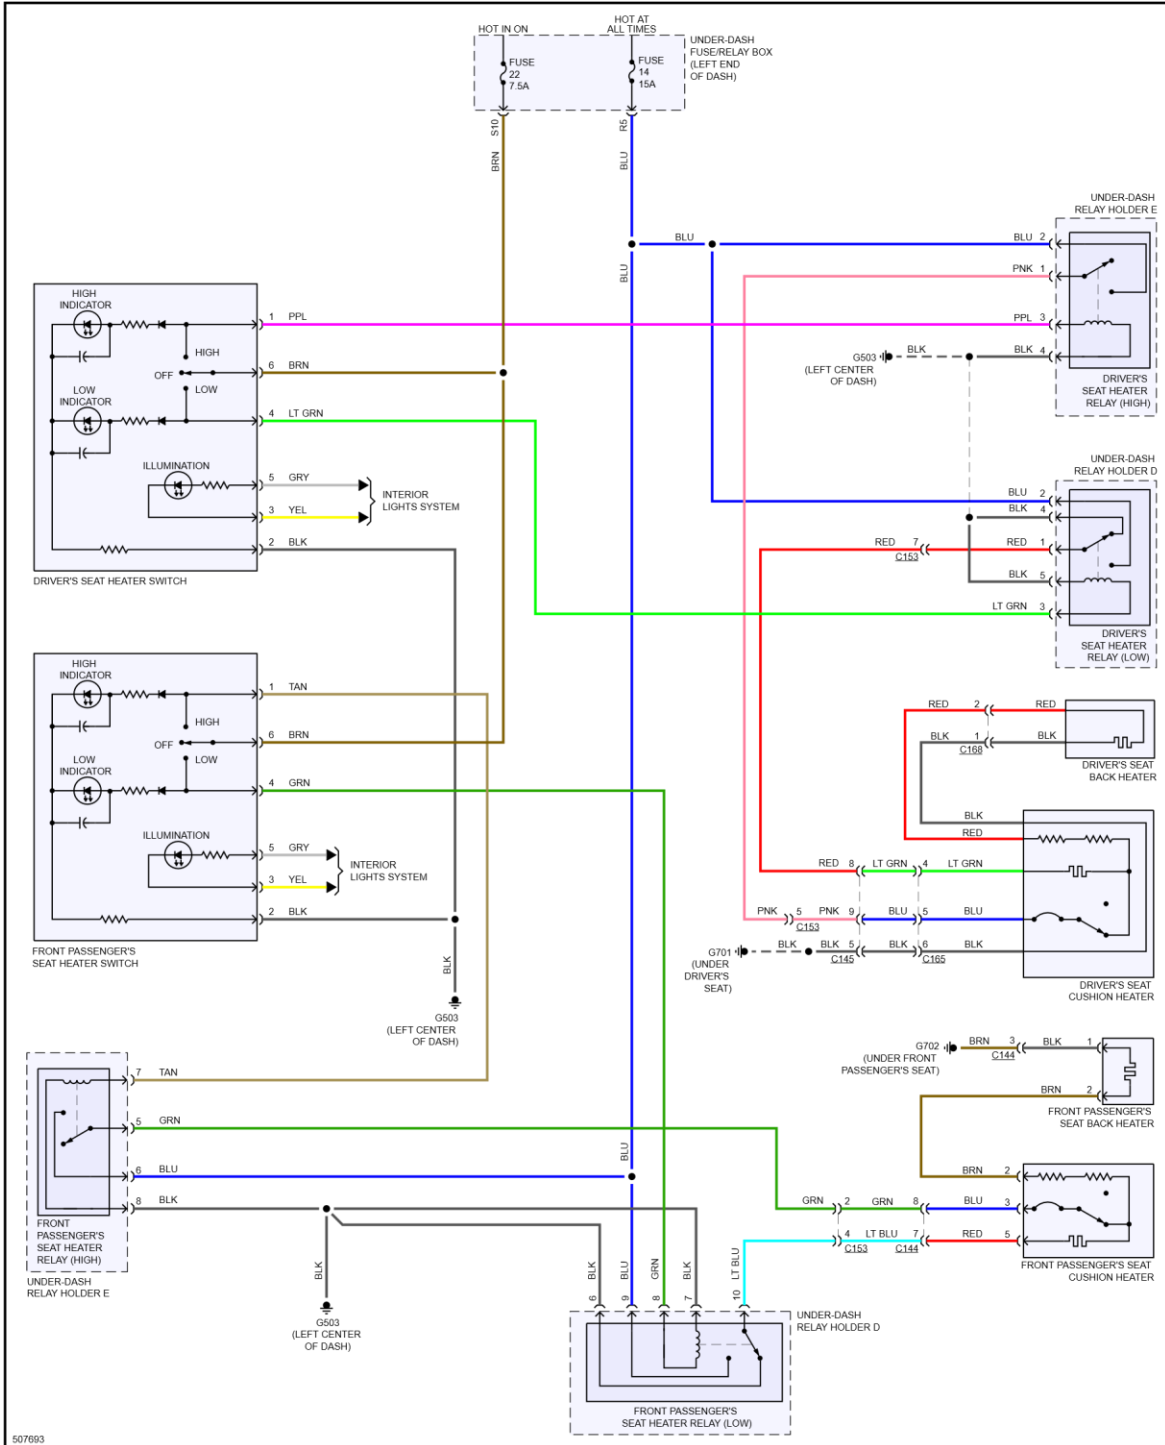 HOT IN ON
HOT AT
ALL TIMES
UNDER-DASH
FUSE/RELAY BOX
(LEFT END
OF DASH)
FUSE
22
7.5A
FUSE
14
15A
S10
R5
BRN
BLU
UNDER-DASH
RELAY HOLDER E
BLU
BLU 2
BLU
PNK 1
PPL 3
BLK
BLK 4
G503
(LEFT CENTER
OF DASH)
DRIVER'S
SEAT HEATER
RELAY (HIGH)
HIGH
INDICATOR
1 PPL
HIGH
6 BRN
OFF
LOW
LOW
INDICATOR
4 LT GRN
ILLUMINATION
5 GRY
INTERIOR
LIGHTS SYSTEM
3 YEL
2 BLK
DRIVER'S SEAT HEATER SWITCH
UNDER-DASH
RELAY HOLDER D
BLU 2
BLK 4
RED 7
C153
RED 1
BLK 5
LT GRN 3
DRIVER'S
SEAT HEATER
RELAY (LOW)
HIGH
INDICATOR
1 TAN
HIGH
6 BRN
OFF
LOW
LOW
INDICATOR
4 GRN
ILLUMINATION
5 GRY
INTERIOR
LIGHTS SYSTEM
3 YEL
2 BLK
FRONT PASSENGER'S
SEAT HEATER SWITCH
BLK
G503
(LEFT CENTER
OF DASH)
RED 2 RED
BLK 1 BLK
C168
DRIVER'S SEAT
BACK HEATER
BLK
RED
RED 8 LT GRN 4 LT GRN
PNK 5 PNK 9 BLU 5 BLU
C153
G701
(UNDER
DRIVER'S
SEAT)
BLK BLK 5 BLK 6 BLK
C145 C165
DRIVER'S SEAT
CUSHION HEATER
G702
(UNDER FRONT
PASSENGER'S SEAT)
BRN 3 BLK 1
C144
BRN 2
FRONT PASSENGER'S
SEAT BACK HEATER
7 TAN
5 GRN
6 BLU
8 BLK
FRONT
PASSENGER'S
SEAT HEATER
RELAY (HIGH)
UNDER-DASH
RELAY HOLDER E
BLU
BRN 2
GRN 2 GRN 8 BLU 3
4 LT BLU 7 RED 5
C153 C144
FRONT PASSENGER'S SEAT
CUSHION HEATER
BLK
G503
(LEFT CENTER
OF DASH)
BLK
BLU
GRN
BLK
LT BLU
6
9
8
7
10
UNDER-DASH
RELAY HOLDER D
FRONT PASSENGER'S
SEAT HEATER RELAY (LOW)
507693